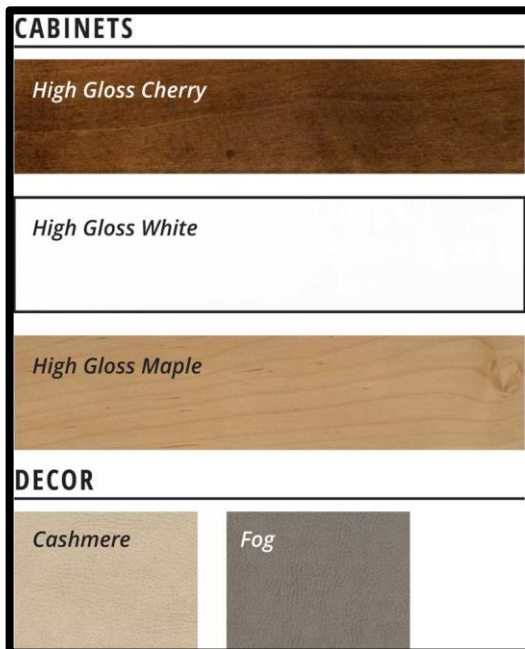 CABINETS
High Gloss Cherry
High Gloss White
High Gloss Maple
DECOR
Cashmere
Fog